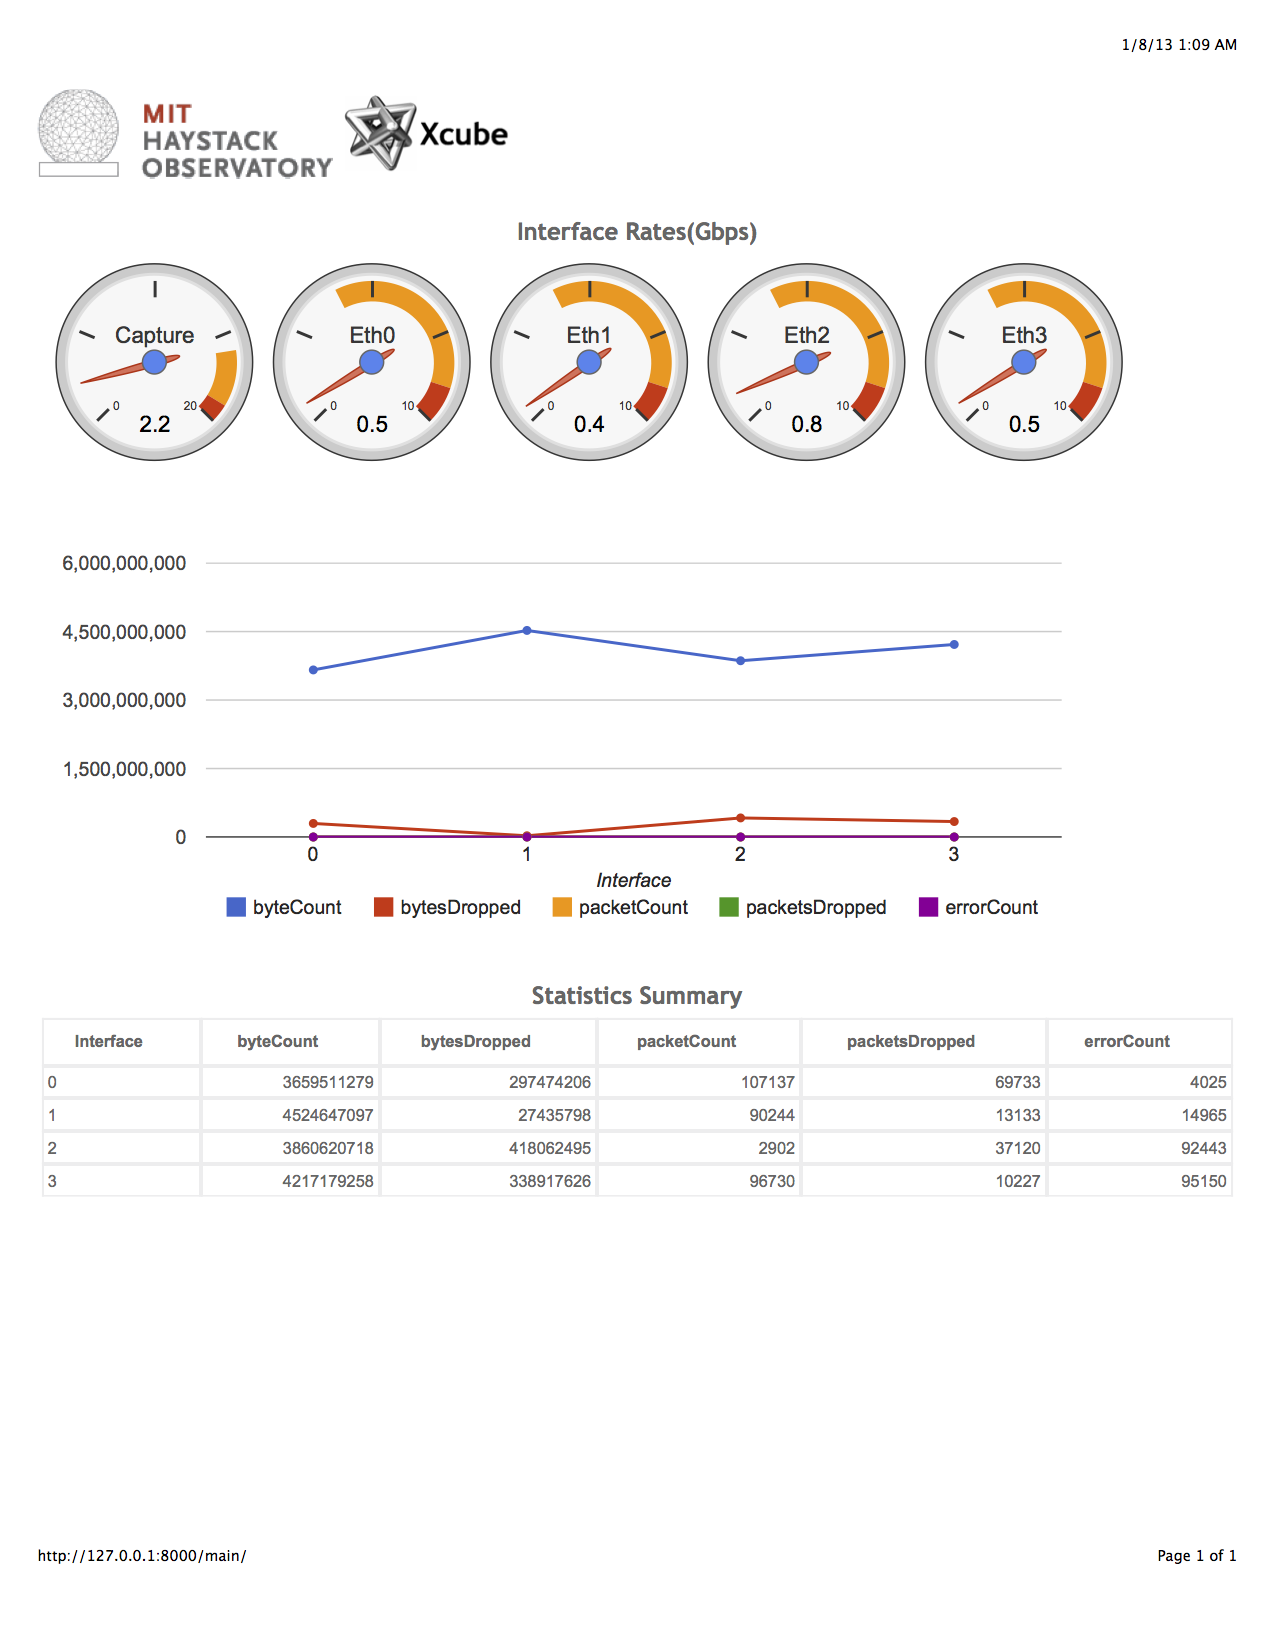 1/8/13 1:09 AM
MIT
HAYSTACK
OBSERVATORY
Xcube
Interface Rates(Gbps)
Capture 0 20 2.2
Eth0 0 10 0.5
Eth1 0 10 0.4
Eth2 0 10 0.8
Eth3 0 10 0.5
6,000,000,000
4,500,000,000
3,000,000,000
1,500,000,000
0
0 1 2 3
Interface
byteCount bytesDropped packetCount packetsDropped errorCount
Statistics Summary
Interface byteCount bytesDropped packetCount packetsDropped errorCount
0 3659511279 297474206 107137 69733 4025
1 4524647097 27435798 90244 13133 14965
2 3860620718 418062495 2902 37120 92443
3 4217179258 338917626 96730 10227 95150
http://127.0.0.1:8000/main/ Page 1 of 1